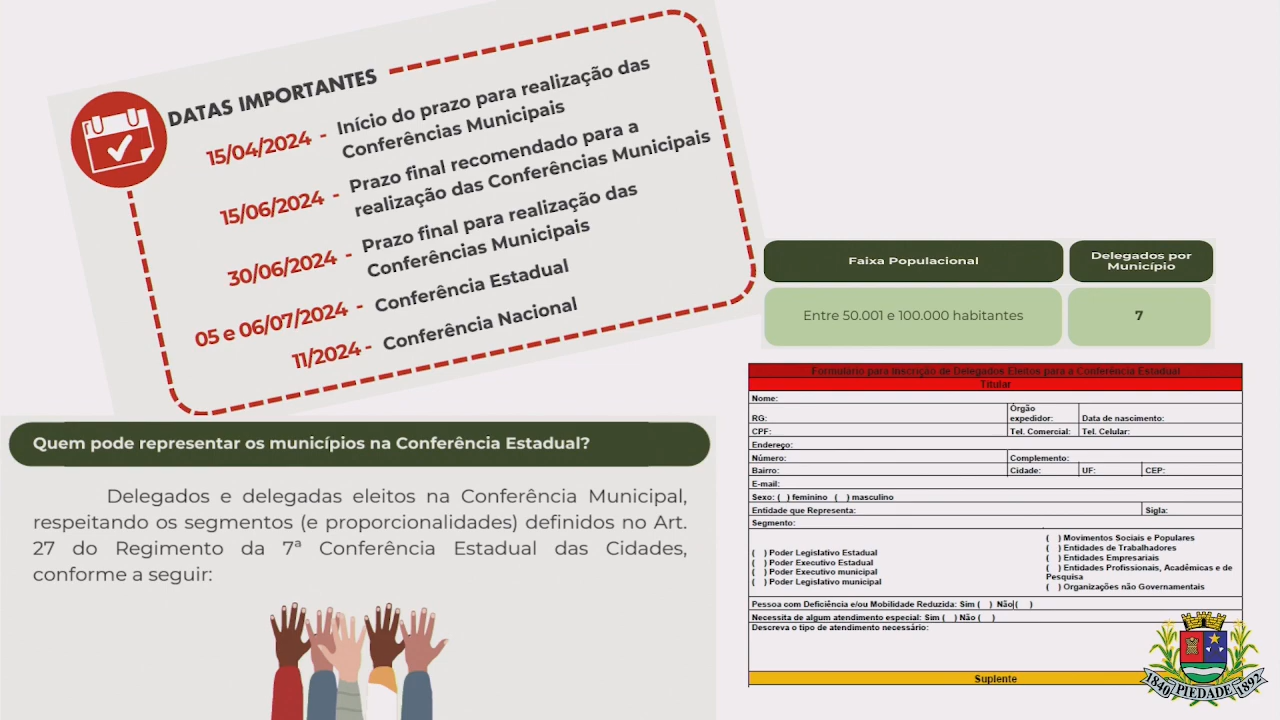 DATAS IMPORTANTES
15/04/2024 - Início do prazo para realização das
Conferências Municipais
15/06/2024 - Prazo final recomendado para a
realização das Conferências Municipais
30/06/2024 - Prazo final para realização das
Conferências Municipais
05 e 06/07/2024 - Conferência Estadual
11/2024 - Conferência Nacional
Quem pode representar os municípios na Conferência Estadual?
Delegados e delegadas eleitos na Conferência Municipal,
respeitando os segmentos (e proporcionalidades) definidos no Art.
27 do Regimento da 7ª Conferência Estadual das Cidades,
conforme a seguir:
Faixa Populacional
Delegados por
Município
Entre 50.001 e 100.000 habitantes
7
Formulário para Inscrição de Delegados Eleitos para a Conferência Estadual
Titular
Nome:
RG:
Órgão
expedidor:
Data de nascimento:
CPF:
Tel. Comercial:
Tel. Celular:
Endereço:
Número:
Complemento:
Bairro:
Cidade:
UF:
CEP:
E-mail:
Sexo: ( ) feminino ( ) masculino
Entidade que Representa:
Sigla:
Segmento:
( ) Poder Legislativo Estadual
( ) Poder Executivo Estadual
( ) Poder Executivo municipal
( ) Poder Legislativo municipal
( ) Movimentos Sociais e Populares
( ) Entidades de Trabalhadores
( ) Entidades Empresariais
( ) Entidades Profissionais, Acadêmicas e de
Pesquisa
( ) Organizações não Governamentais
Pessoa com Deficiência e/ou Mobilidade Reduzida: Sim ( ) Não ( )
Necessita de algum atendimento especial: Sim ( ) Não ( )
Descreva o tipo de atendimento necessário:
Suplente
1840 PIEDADE 1892